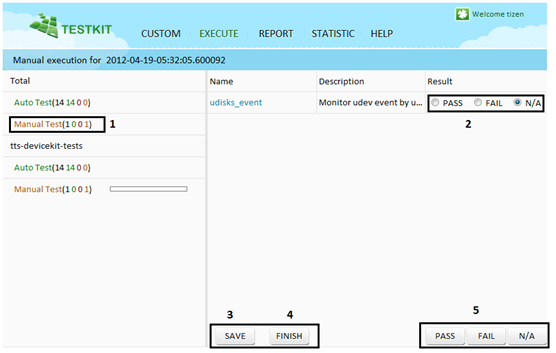 Welcome tizen
TESTKIT
CUSTOM EXECUTE REPORT STATISTIC HELP
Manual execution for 2012-04-19-05:32:05.600092
Total
Name Description Result
Auto Test(14 14 0 0)
udisks_event Monitor udev event by u... PASS FAIL N/A
Manual Test(1 0 0 1) 1
2
tts-devicekit-tests
Auto Test(14 14 0 0)
Manual Test(1 0 0 1)
3 4 5
SAVE FINISH PASS FAIL N/A